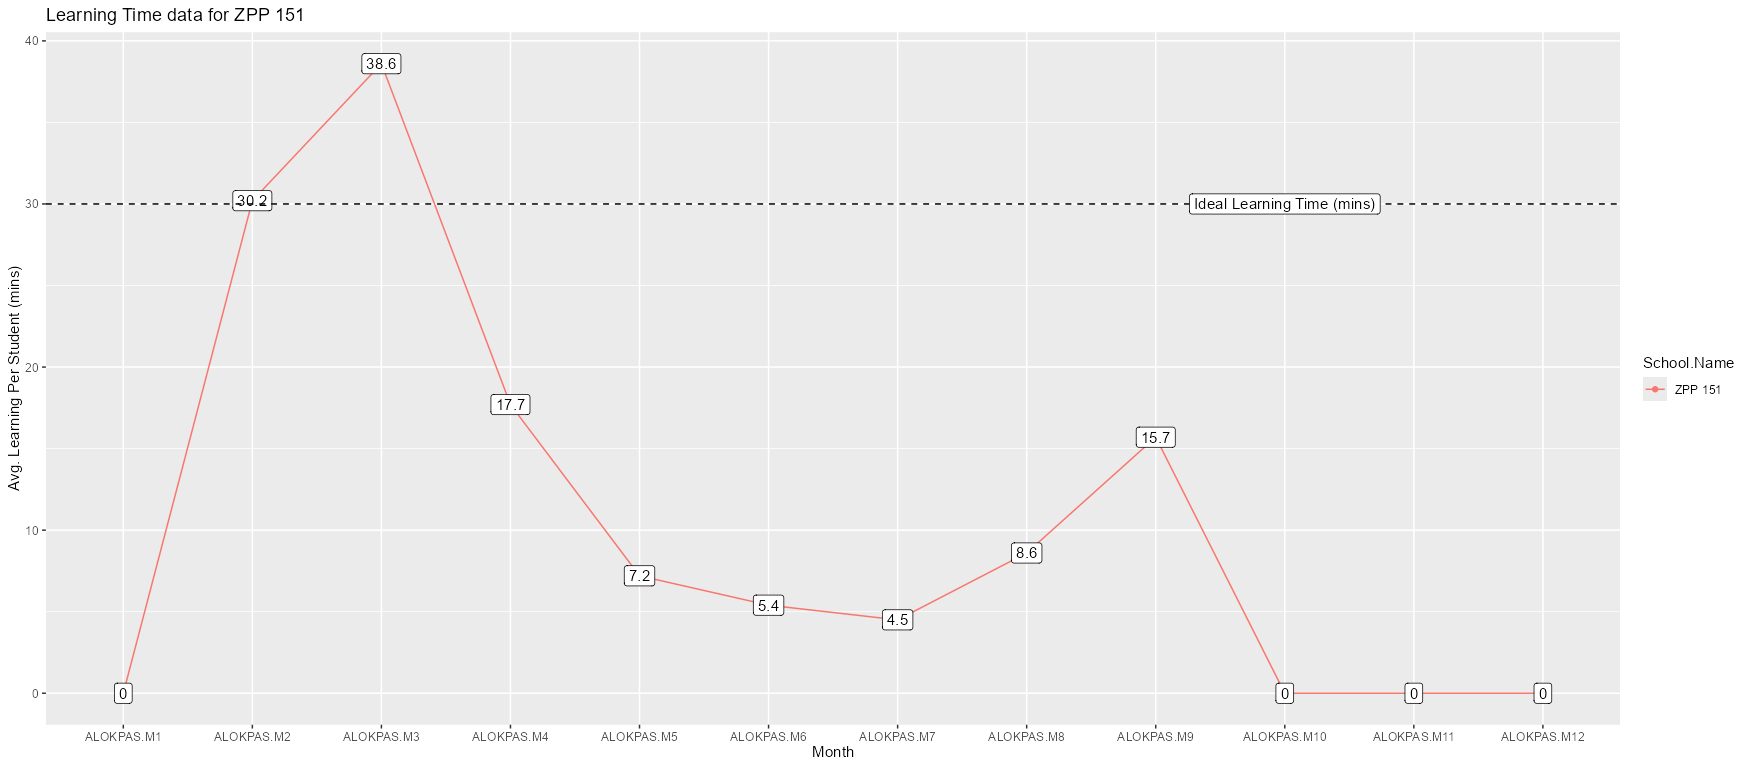 Learning Time data for ZPP 151
Avg. Learning Per Student (mins)
40
30
20
10
0
38.6
30.2
Ideal Learning Time (mins)
17.7
15.7
8.6
7.2
5.4
4.5
0
0
0
0
ALOKPAS.M1 ALOKPAS.M2 ALOKPAS.M3 ALOKPAS.M4 ALOKPAS.M5 ALOKPAS.M6 ALOKPAS.M7 ALOKPAS.M8 ALOKPAS.M9 ALOKPAS.M10 ALOKPAS.M11 ALOKPAS.M12
Month
School.Name
ZPP 151